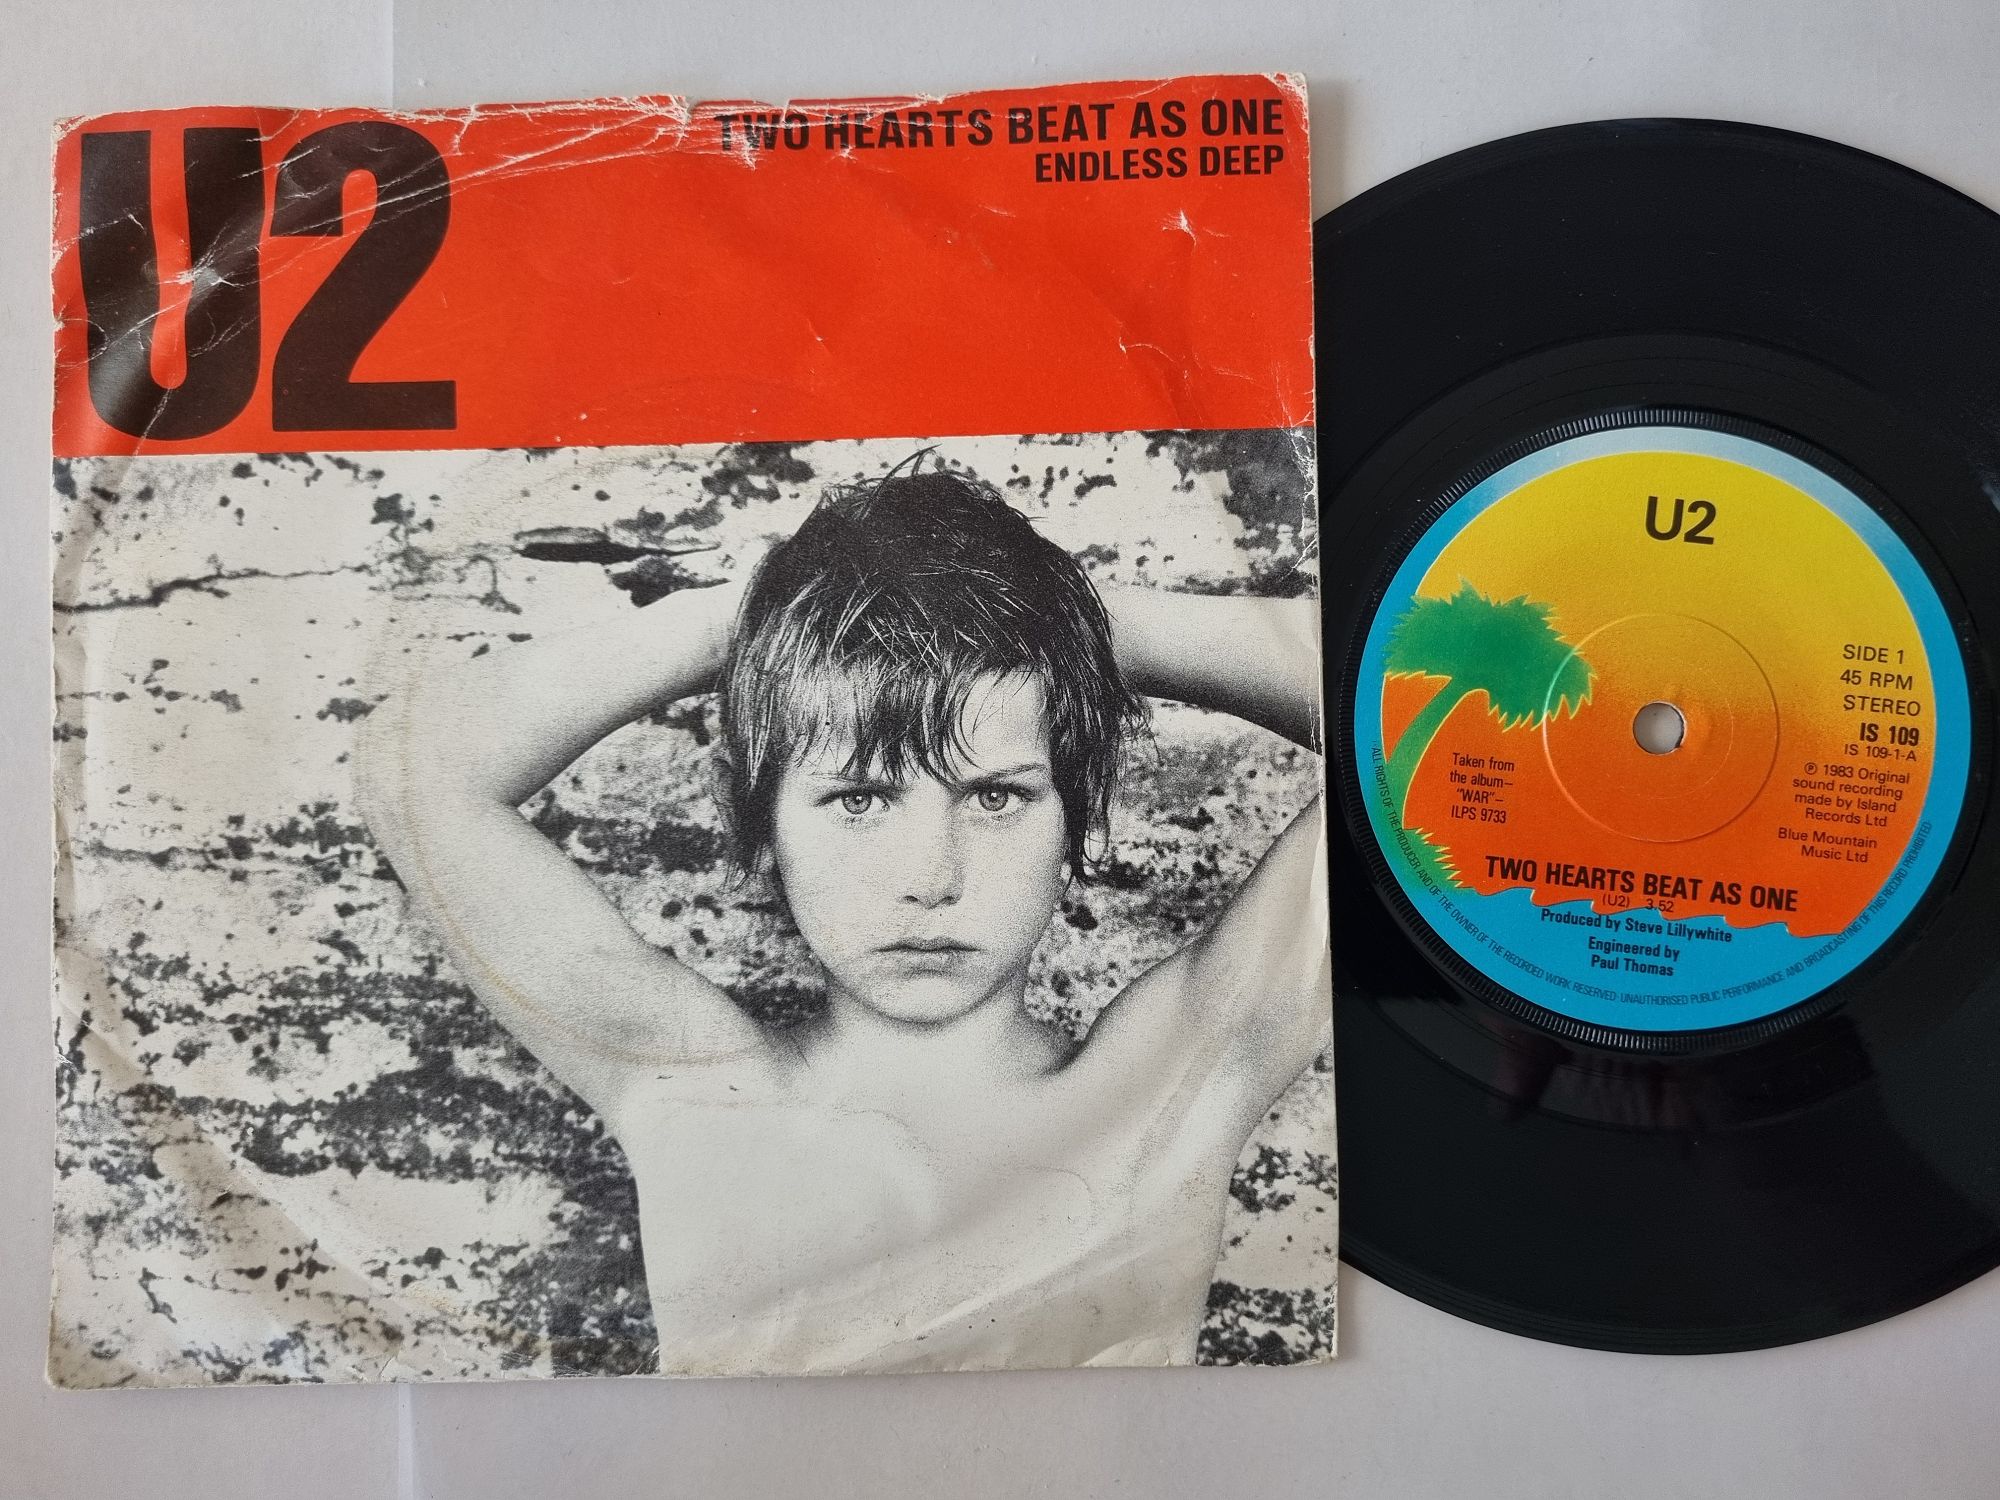 U2
TWO HEARTS BEAT AS ONE
ENDLESS DEEP
U2
SIDE 1
45 RPM
STEREO
IS 109
IS 109-1-A
℗ 1983 Original
sound recording
made by Island
Records Ltd
Blue Mountain
Music Ltd
Taken from
the album—
"WAR"—
ILPS 9733
TWO HEARTS BEAT AS ONE
(U2) 3.52
Produced by Steve Lillywhite
Engineered by
Paul Thomas
·ALL RIGHTS OF THE PRODUCER AND OF THE OWNER OF THE RECORDED WORK RESERVED· UNAUTHORISED PUBLIC PERFORMANCE AND BROADCASTING OF THIS RECORD PROHIBITED·